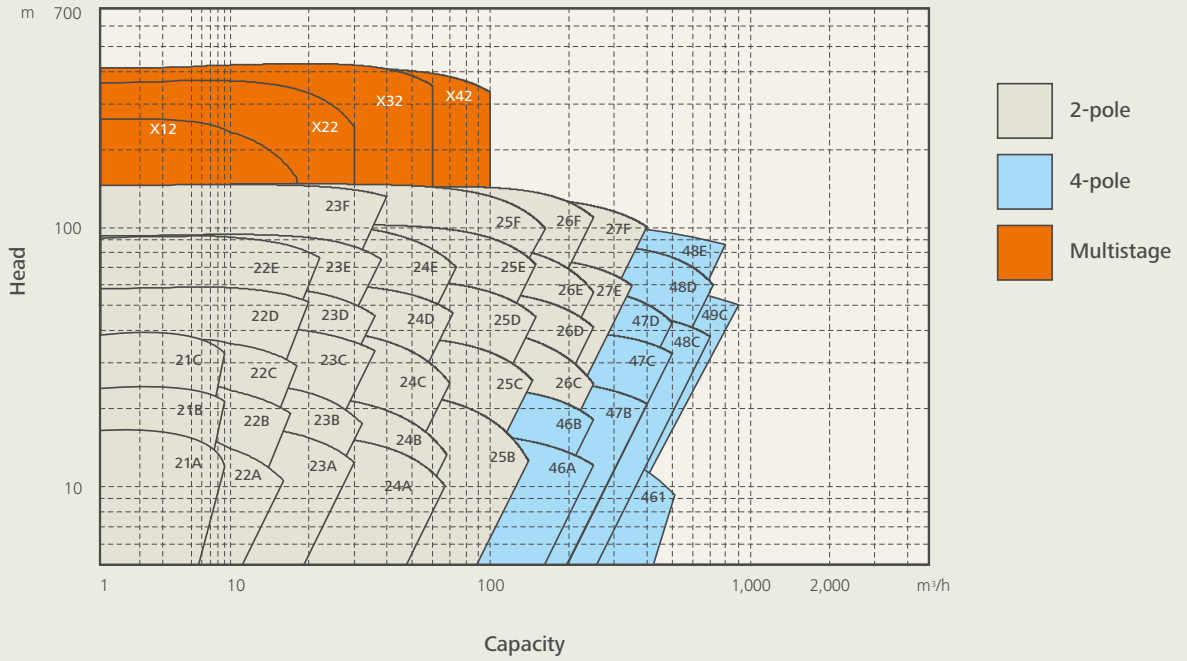 m 700
X42
X32
X22
X12
2-pole
4-pole
Multistage
23F 25F 26F 27F
100
48E
22E 23E 24E 25E
26E 27E 48D
22D 23D 24D 25D 26D 47D 49C
21C 22C 23C 24C 25C 26C 47C 48C
21B 22B 23B 24B 25B 46B 47B
21A 22A 23A 24A 46A 461
10
Head
1 10 100 1,000 2,000 m³/h
Capacity